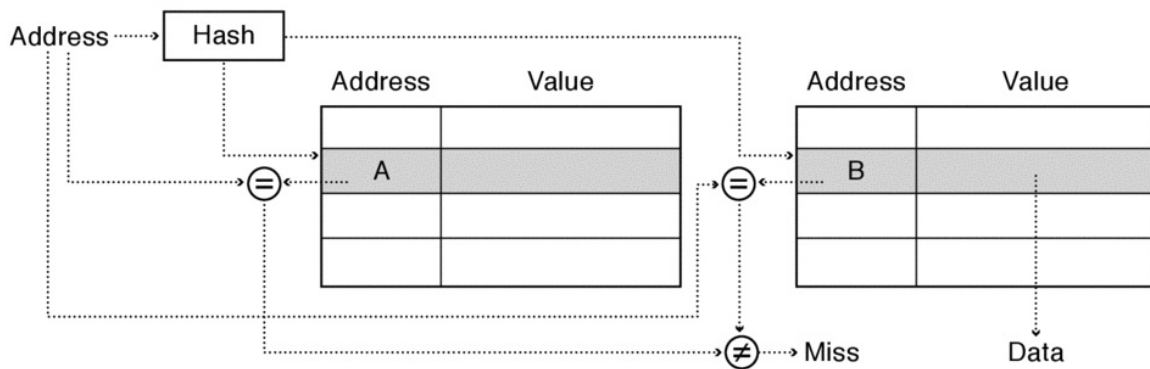 Address
Hash
Address Value
Address Value
A
=
=
B
≠
Miss
Data